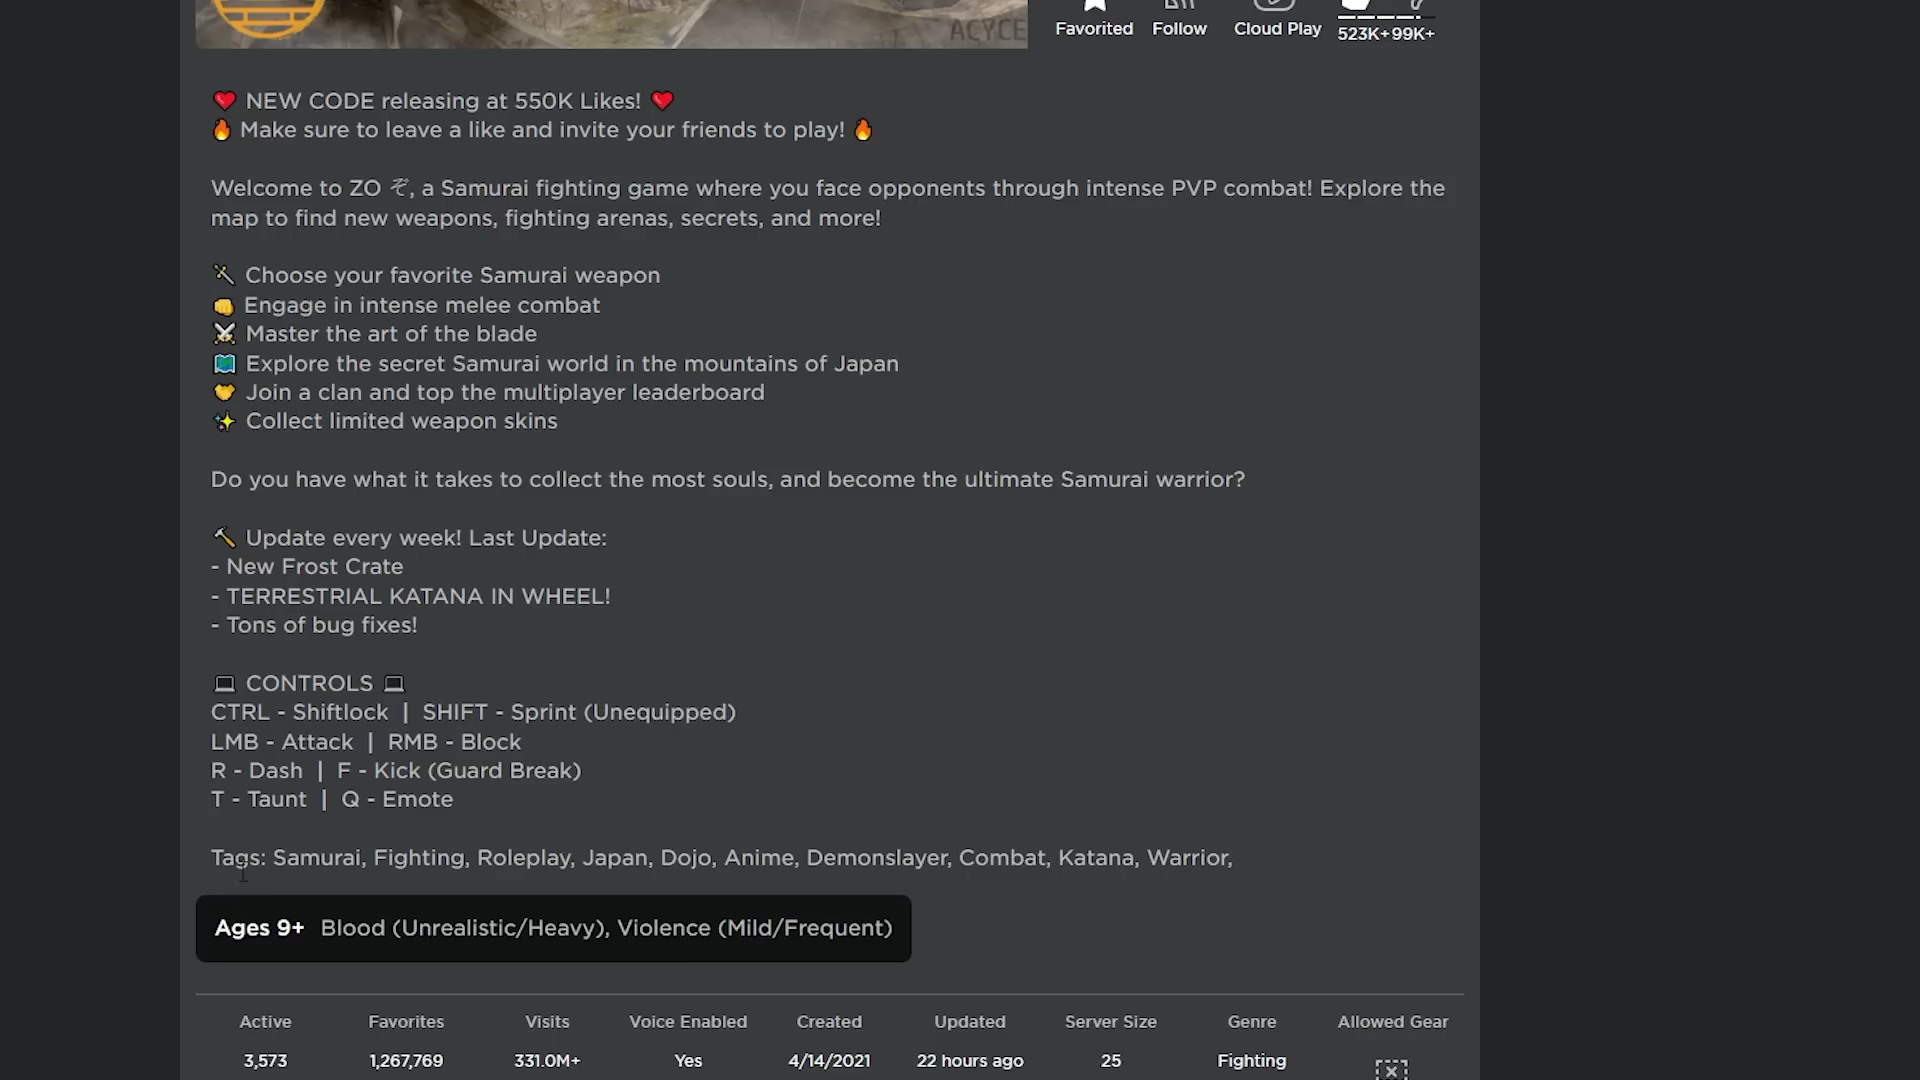 ACYCE
Favorited Follow Cloud Play 523K+ 99K+
❤️ NEW CODE releasing at 550K Likes! ❤️
🔥 Make sure to leave a like and invite your friends to play! 🔥
Welcome to ZO ぞ, a Samurai fighting game where you face opponents through intense PVP combat! Explore the
map to find new weapons, fighting arenas, secrets, and more!
🗡️ Choose your favorite Samurai weapon
👊 Engage in intense melee combat
⚔️ Master the art of the blade
🗺️ Explore the secret Samurai world in the mountains of Japan
🤝 Join a clan and top the multiplayer leaderboard
✨ Collect limited weapon skins
Do you have what it takes to collect the most souls, and become the ultimate Samurai warrior?
🔨 Update every week! Last Update:
- New Frost Crate
- TERRESTRIAL KATANA IN WHEEL!
- Tons of bug fixes!
💻 CONTROLS 💻
CTRL - Shiftlock | SHIFT - Sprint (Unequipped)
LMB - Attack | RMB - Block
R - Dash | F - Kick (Guard Break)
T - Taunt | Q - Emote
Tags: Samurai, Fighting, Roleplay, Japan, Dojo, Anime, Demonslayer, Combat, Katana, Warrior,
Ages 9+ Blood (Unrealistic/Heavy), Violence (Mild/Frequent)
Active Favorites Visits Voice Enabled Created Updated Server Size Genre Allowed Gear
3,573 1,267,769 331.0M+ Yes 4/14/2021 22 hours ago 25 Fighting